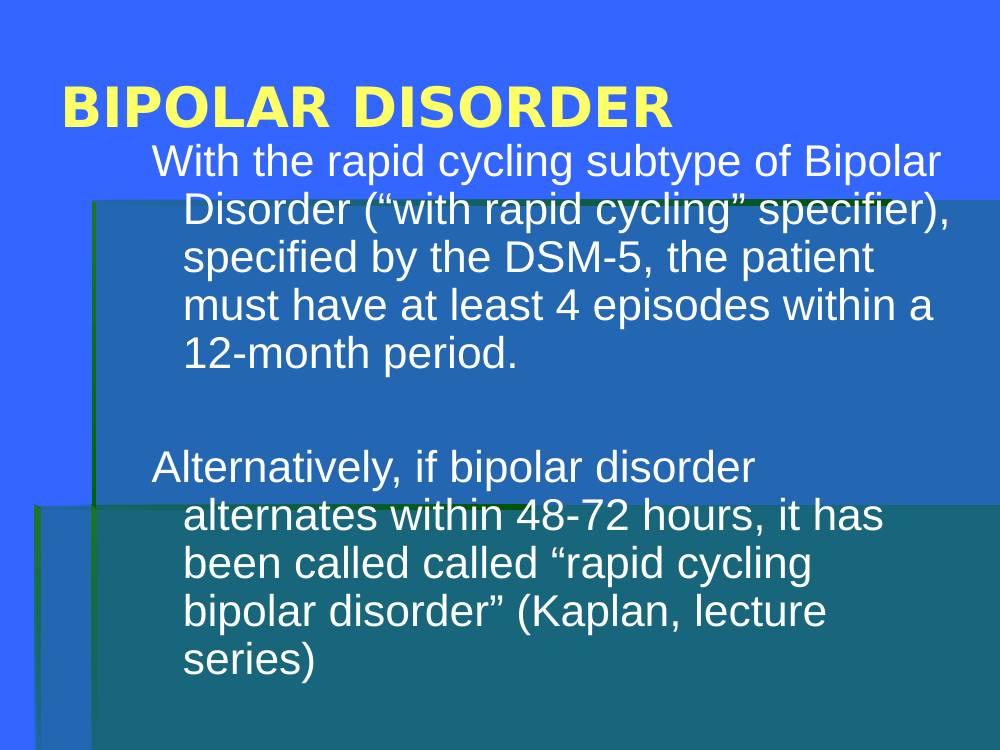 BIPOLAR DISORDER
With the rapid cycling subtype of Bipolar
Disorder (“with rapid cycling” specifier),
specified by the DSM-5, the patient
must have at least 4 episodes within a
12-month period.
Alternatively, if bipolar disorder
alternates within 48-72 hours, it has
been called called “rapid cycling
bipolar disorder” (Kaplan, lecture
series)